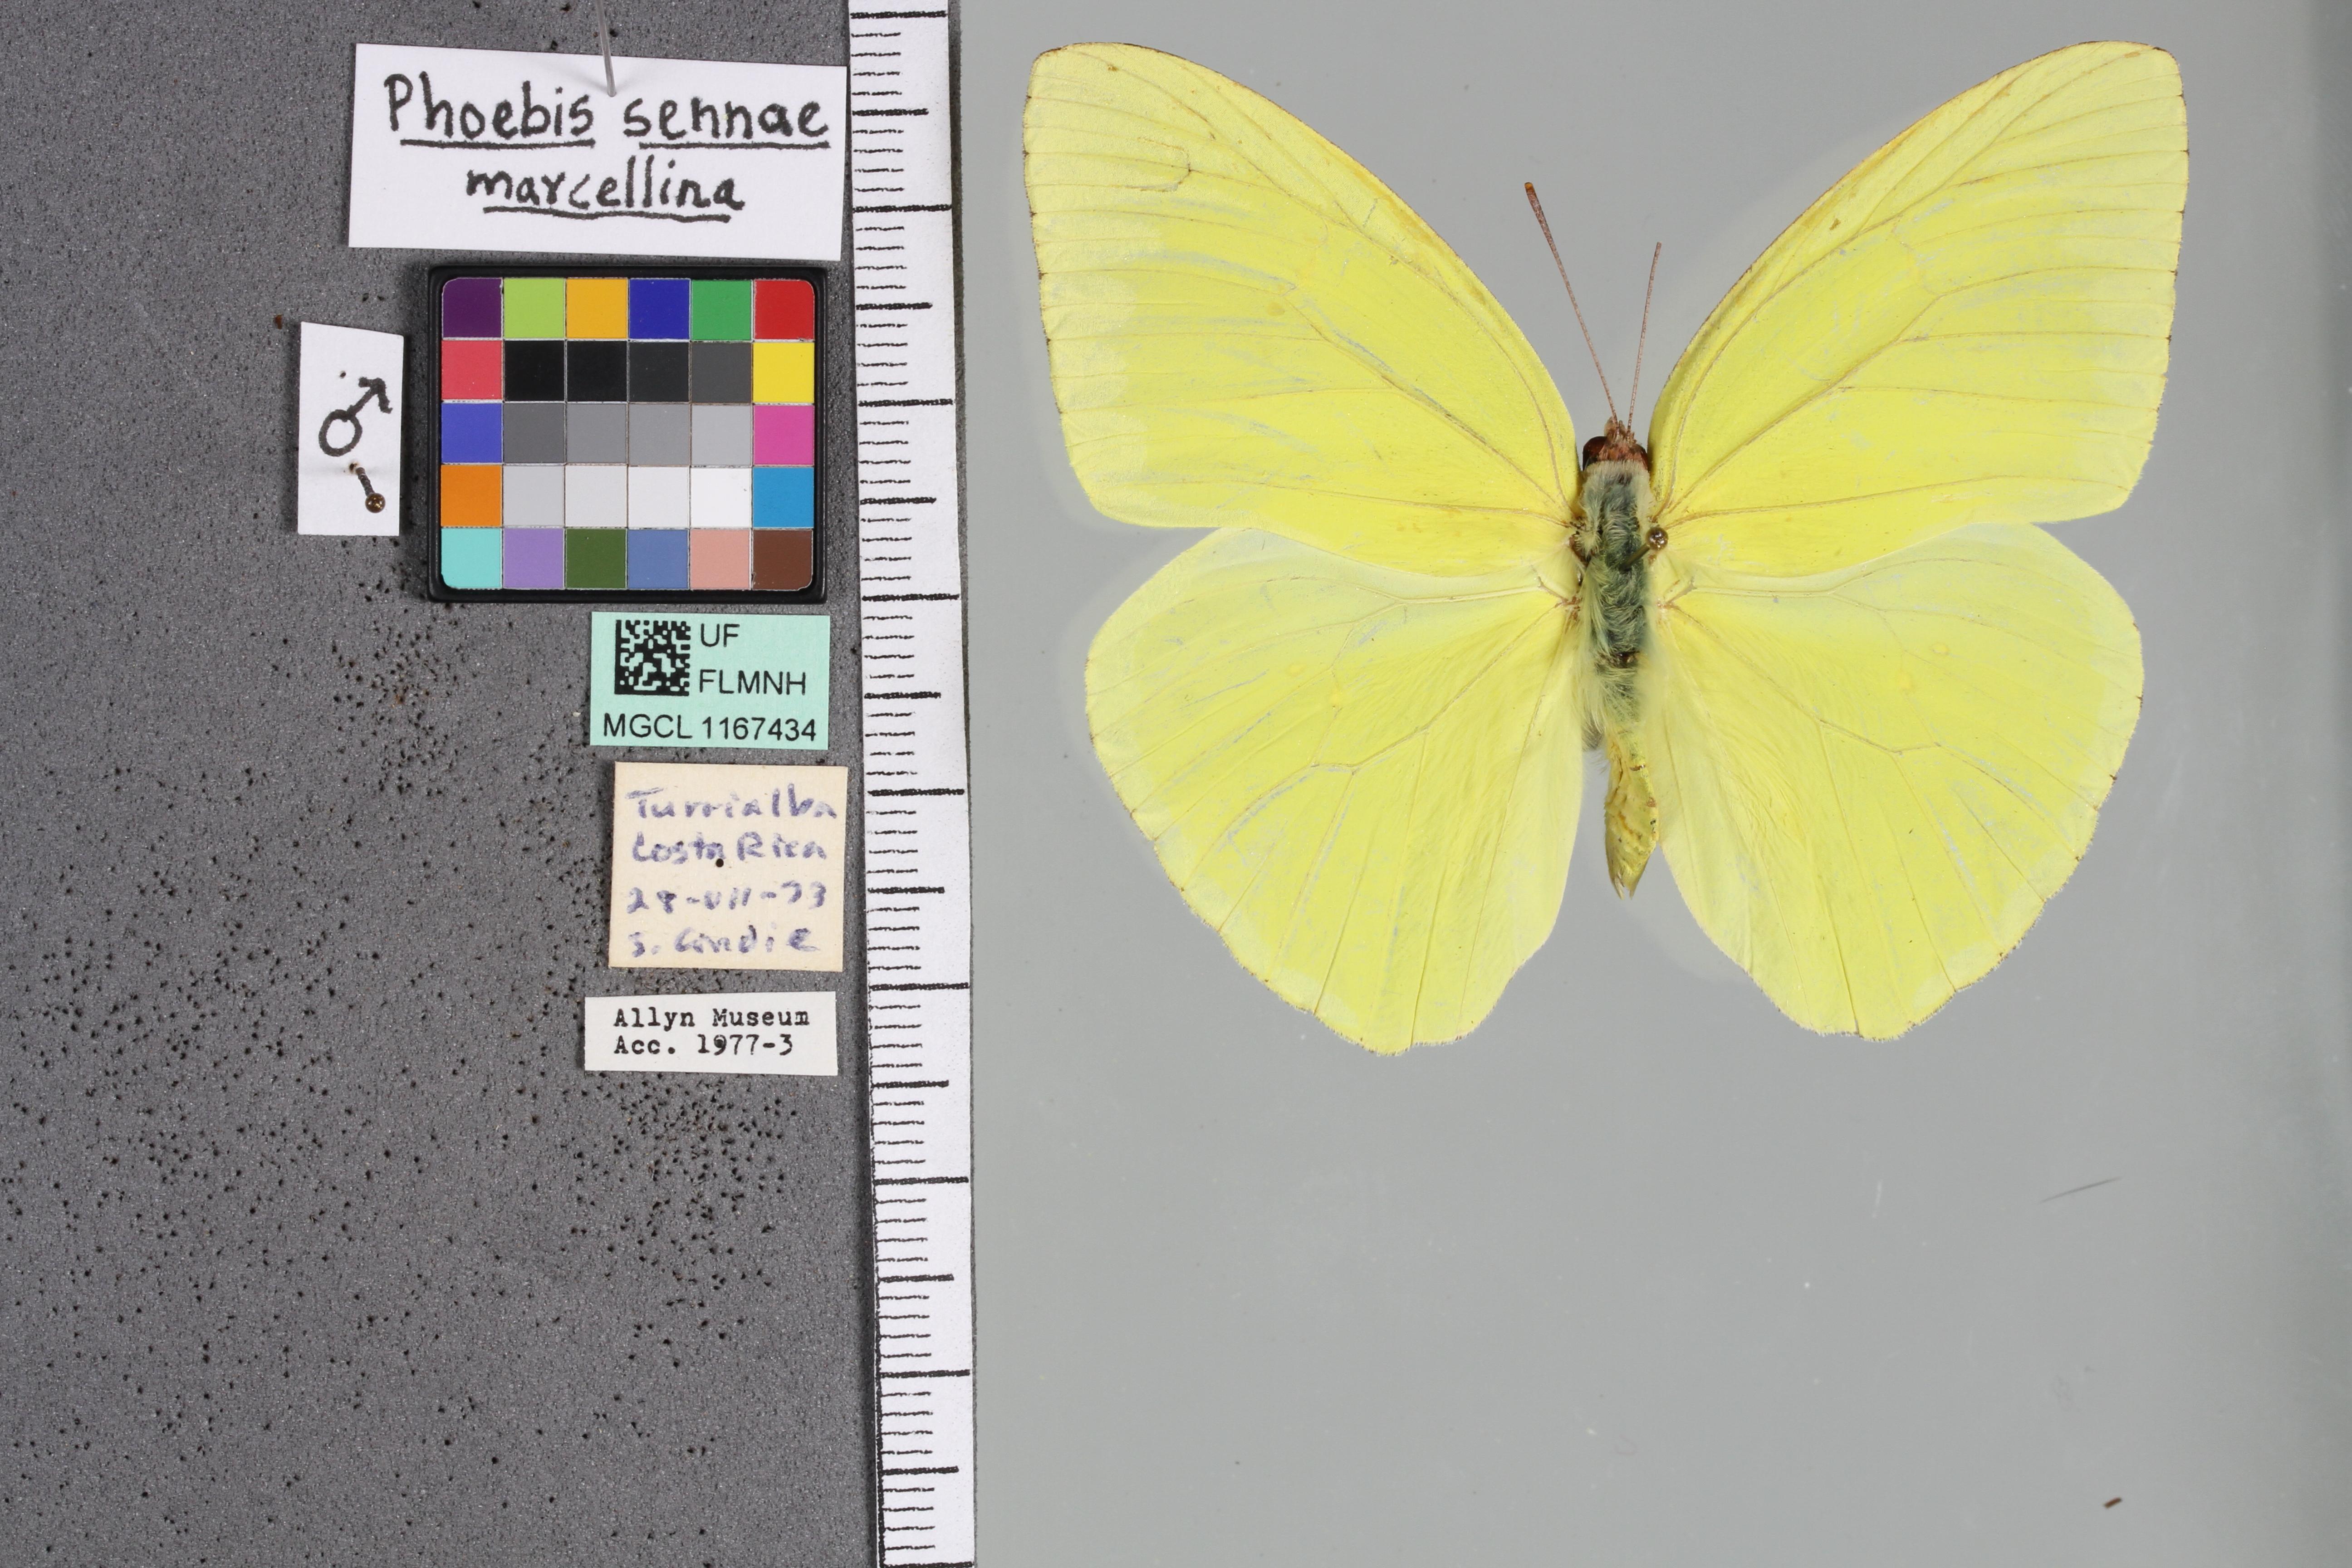 Phoebis sennae
marcellina
♂
UF
FLMNH
MGCL 1167434
Turrialba
Costa Rica
28-VII-73
Allyn Museum
Acc. 1977-3